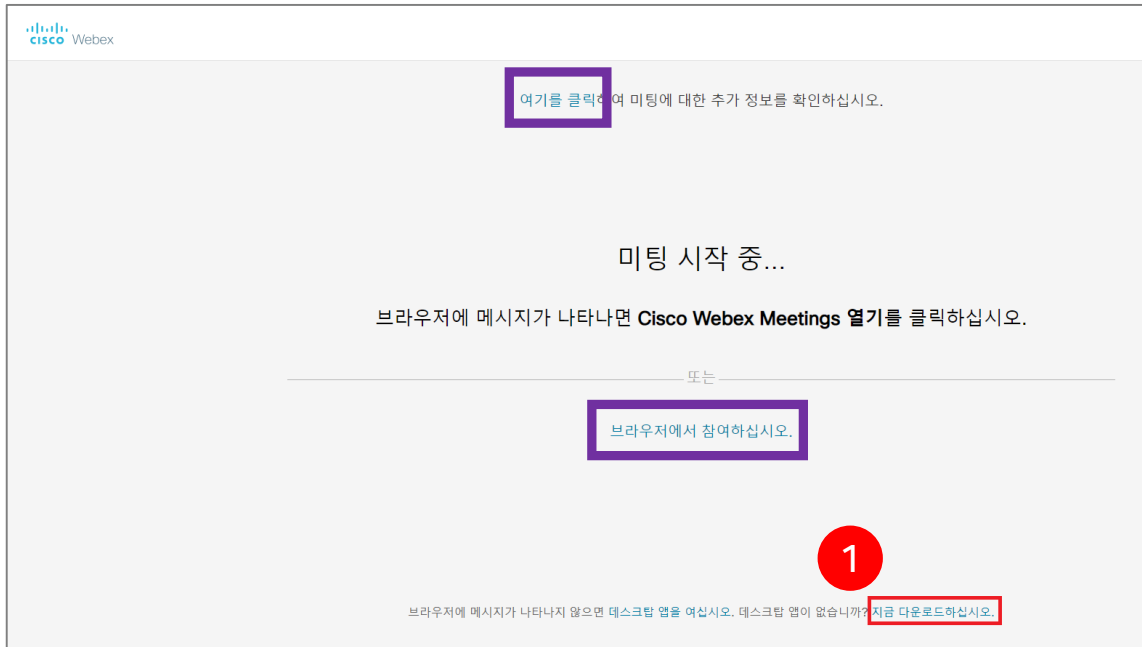 CISCO Webex
여기를 클릭하여 미팅에 대한 추가 정보를 확인하십시오.
미팅 시작 중...
브라우저에 메시지가 나타나면 Cisco Webex Meetings 열기를 클릭하십시오.
또는
브라우저에서 참여하십시오.
1
브라우저에 메시지가 나타나지 않으면 데스크탑 앱을 여십시오. 데스크탑 앱이 없습니까? 지금 다운로드하십시오.